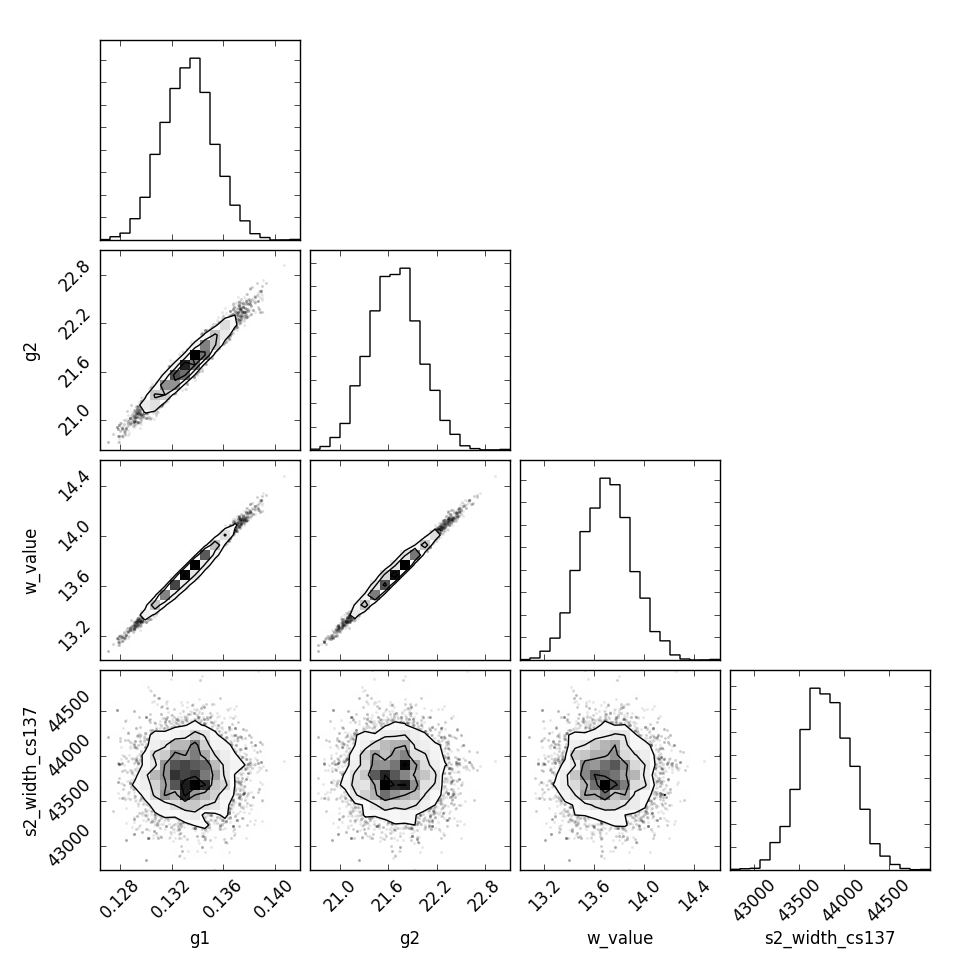 22.8
22.2
21.6
21.0
g2
14.4
14.0
13.6
13.2
w_value
44500
44000
43500
43000
s2_width_cs137
0.128 0.132 0.136 0.140
21.0 21.6 22.2 22.8
13.2 13.6 14.0 14.4
43000 43500 44000 44500
g1 g2 w_value s2_width_cs137